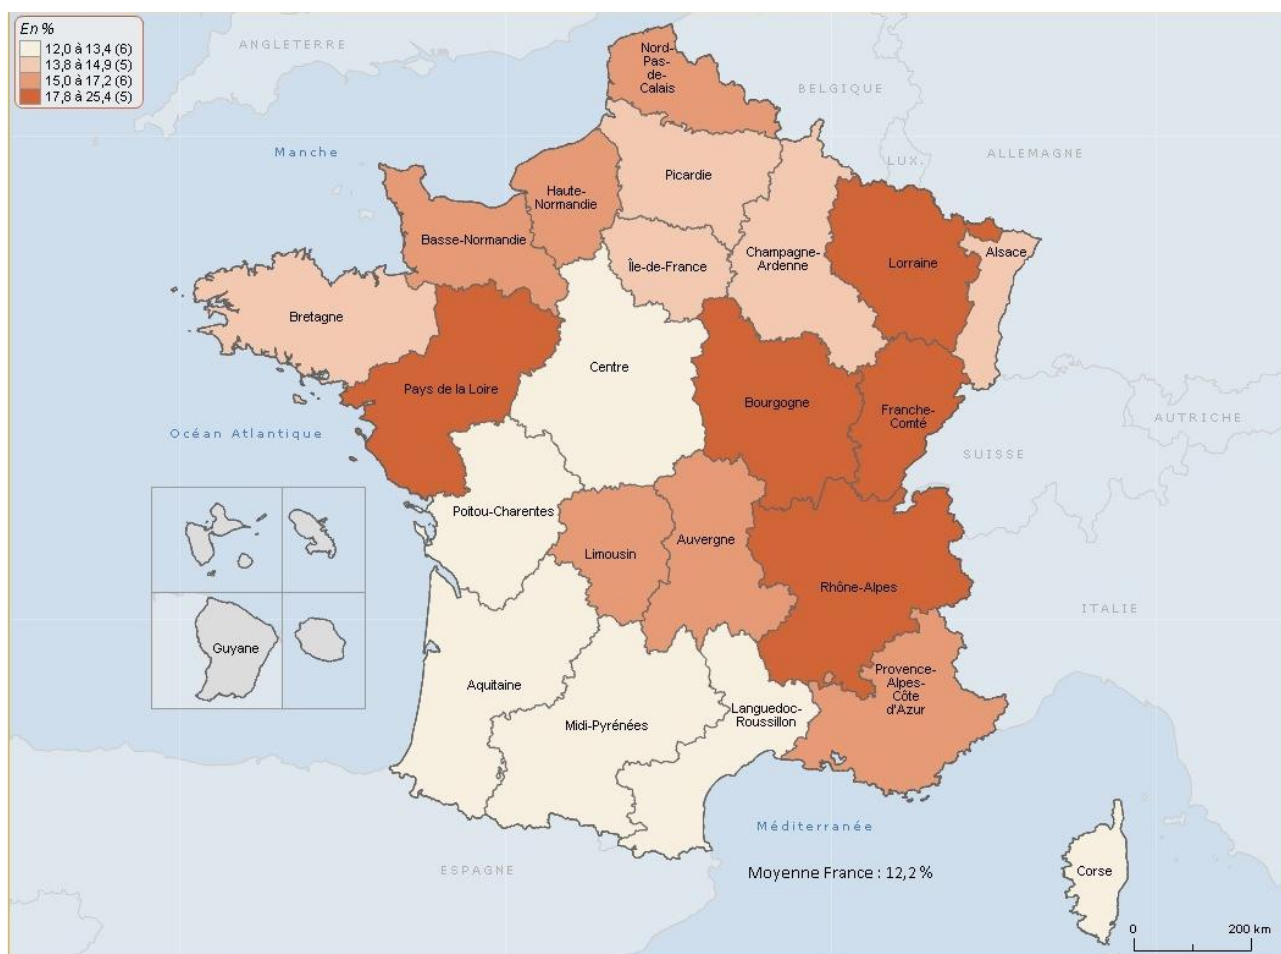 En %
12,0 à 13,4 (6)
13,8 à 14,9 (5)
15,0 à 17,2 (6)
17,8 à 25,4 (5)
ANGLETERRE
Nord-
Pas-
de-
Calais
BELGIQUE
Manche
LUX.
ALLEMAGNE
Picardie
Haute-
Normandie
Basse-Normandie
Île-de-France
Champagne-
Ardenne
Lorraine
Alsace
Bretagne
Pays de la Loire
Centre
Bourgogne
Franche-
Comté
AUTRICHE
Océan Atlantique
SUISSE
Poitou-Charentes
Limousin
Auvergne
Rhône-Alpes
ITALIE
Guyane
Aquitaine
Midi-Pyrénées
Languedoc-
Roussillon
Provence-
Alpes-
Côte
d'Azur
Méditerranée
ESPAGNE
Moyenne France : 12,2 %
Corse
0 200 km